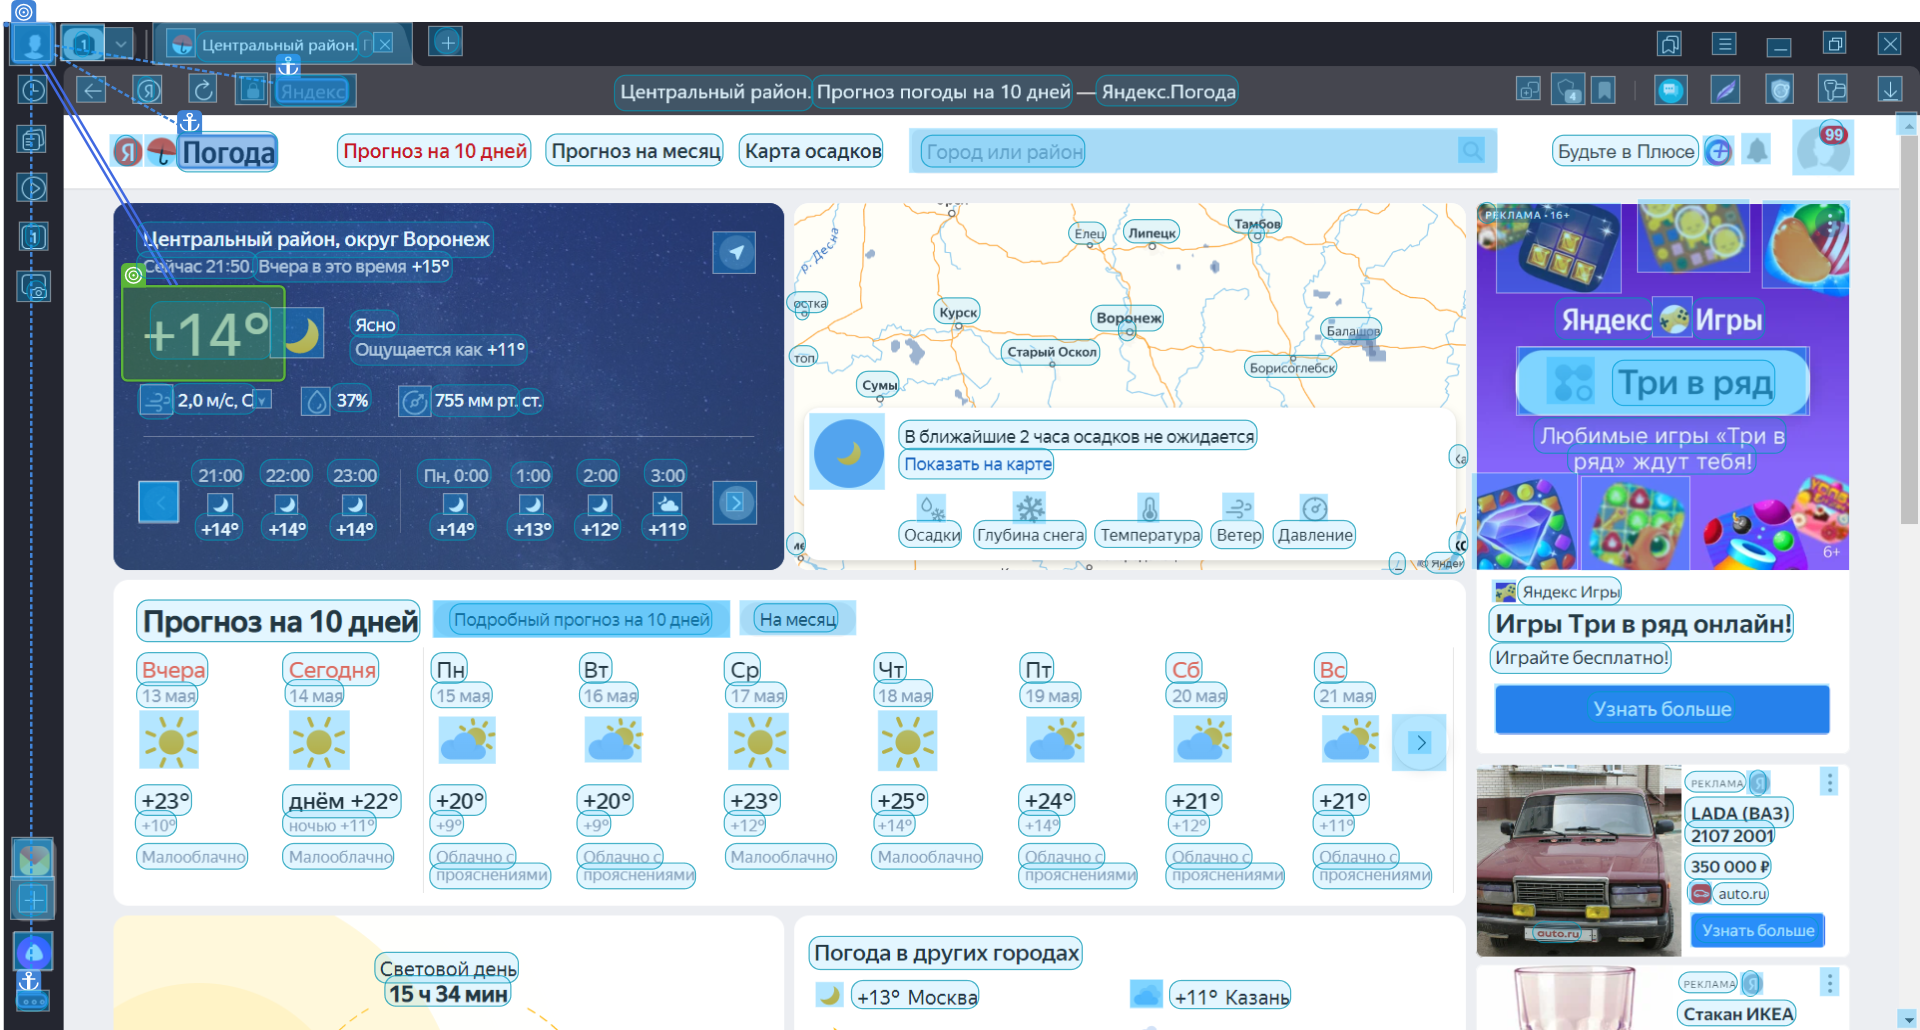 1
Центральный район.
Яндекс
Центральный район. Прогноз погоды на 10 дней — Яндекс.Погода
4
Я Погода
Прогноз на 10 дней
Прогноз на месяц
Карта осадков
Город или район
Будьте в Плюсе
99
Центральный район, округ Воронеж
Сейчас 21:50. Вчера в это время +15°
+14°
Ясно
Ощущается как +11°
2,0 м/с, С
37%
755 мм рт. ст.
21:00 22:00 23:00 Пн, 0:00 1:00 2:00 3:00
+14° +14° +14° +14° +13° +12° +11°
р. Десна
Елец
Липецк
Тамбов
остка
Курск
Воронеж
Балашов
топ
Старый Оскол
Борисоглебск
Сумы
В ближайшие 2 часа осадков не ожидается
Показать на карте
Осадки Глубина снега Температура Ветер Давление
РЕКЛАМА • 16+
Яндекс Игры
Три в ряд
Любимые игры «Три в
ряд» ждут тебя!
6+
Яндекс Игры
Игры Три в ряд онлайн!
Играйте бесплатно!
Узнать больше
Прогноз на 10 дней
Подробный прогноз на 10 дней
На месяц
Вчера Сегодня Пн Вт Ср Чт Пт Сб Вс
13 мая 14 мая 15 мая 16 мая 17 мая 18 мая 19 мая 20 мая 21 мая
+23° днём +22° +20° +20° +23° +25° +24° +21° +21°
+10° ночью +11° +9° +9° +12° +14° +14° +12° +11°
Малооблачно Малооблачно Облачно с Облачно с Малооблачно Малооблачно Облачно с Облачно с Облачно с
прояснениями прояснениями прояснениями прояснениями прояснениями
РЕКЛАМА
LADA (ВАЗ)
2107 2001
350 000 ₽
auto.ru
Узнать больше
auto.ru
Световой день
15 ч 34 мин
Погода в других городах
+13° Москва
+11° Казань
РЕКЛАМА
Стакан ИКЕА